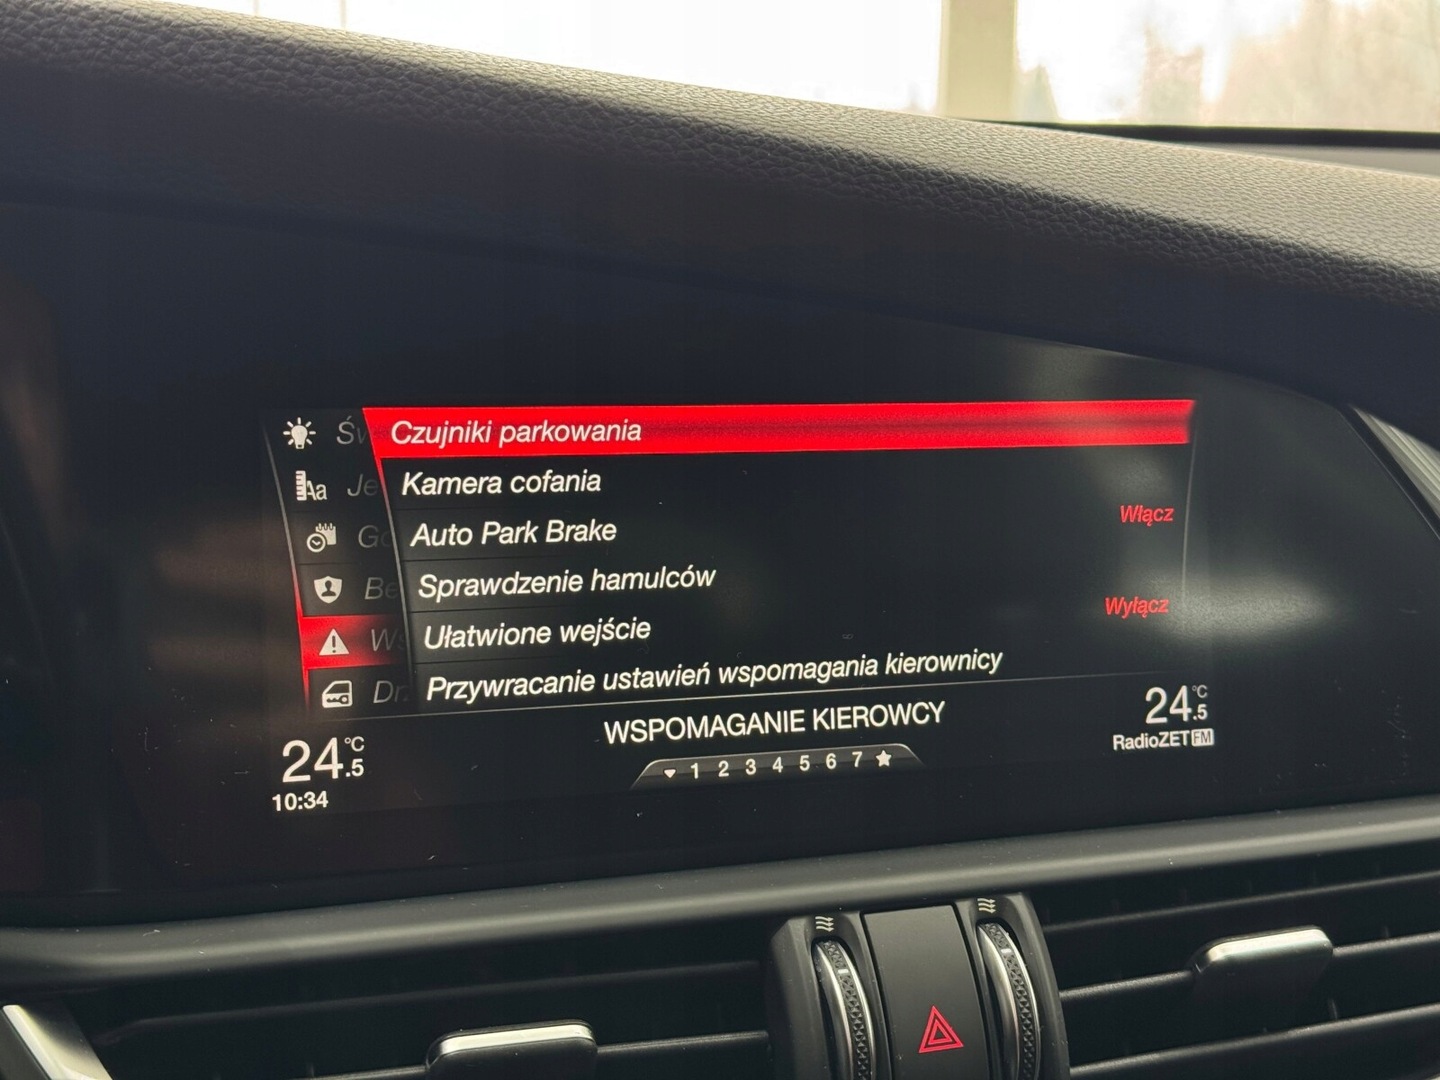 Czujniki parkowania
Kamera cofania
Auto Park Brake Włącz
Sprawdzenie hamulców
Ułatwione wejście Wyłącz
Przywracanie ustawień wspomagania kierownicy
Aa
WSPOMAGANIE KIEROWCY
24.5 °C
24.5 °C
1 2 3 4 5 6 7
RadioZET FM
10:34